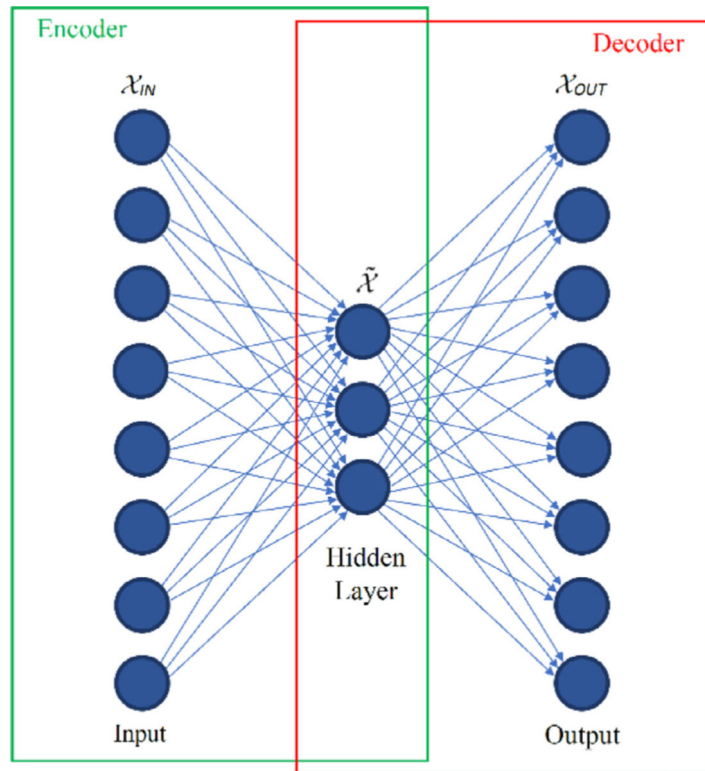 Encoder
Decoder
𝒳IN
𝒳OUT
𝒳̃
Hidden
Layer
Input
Output